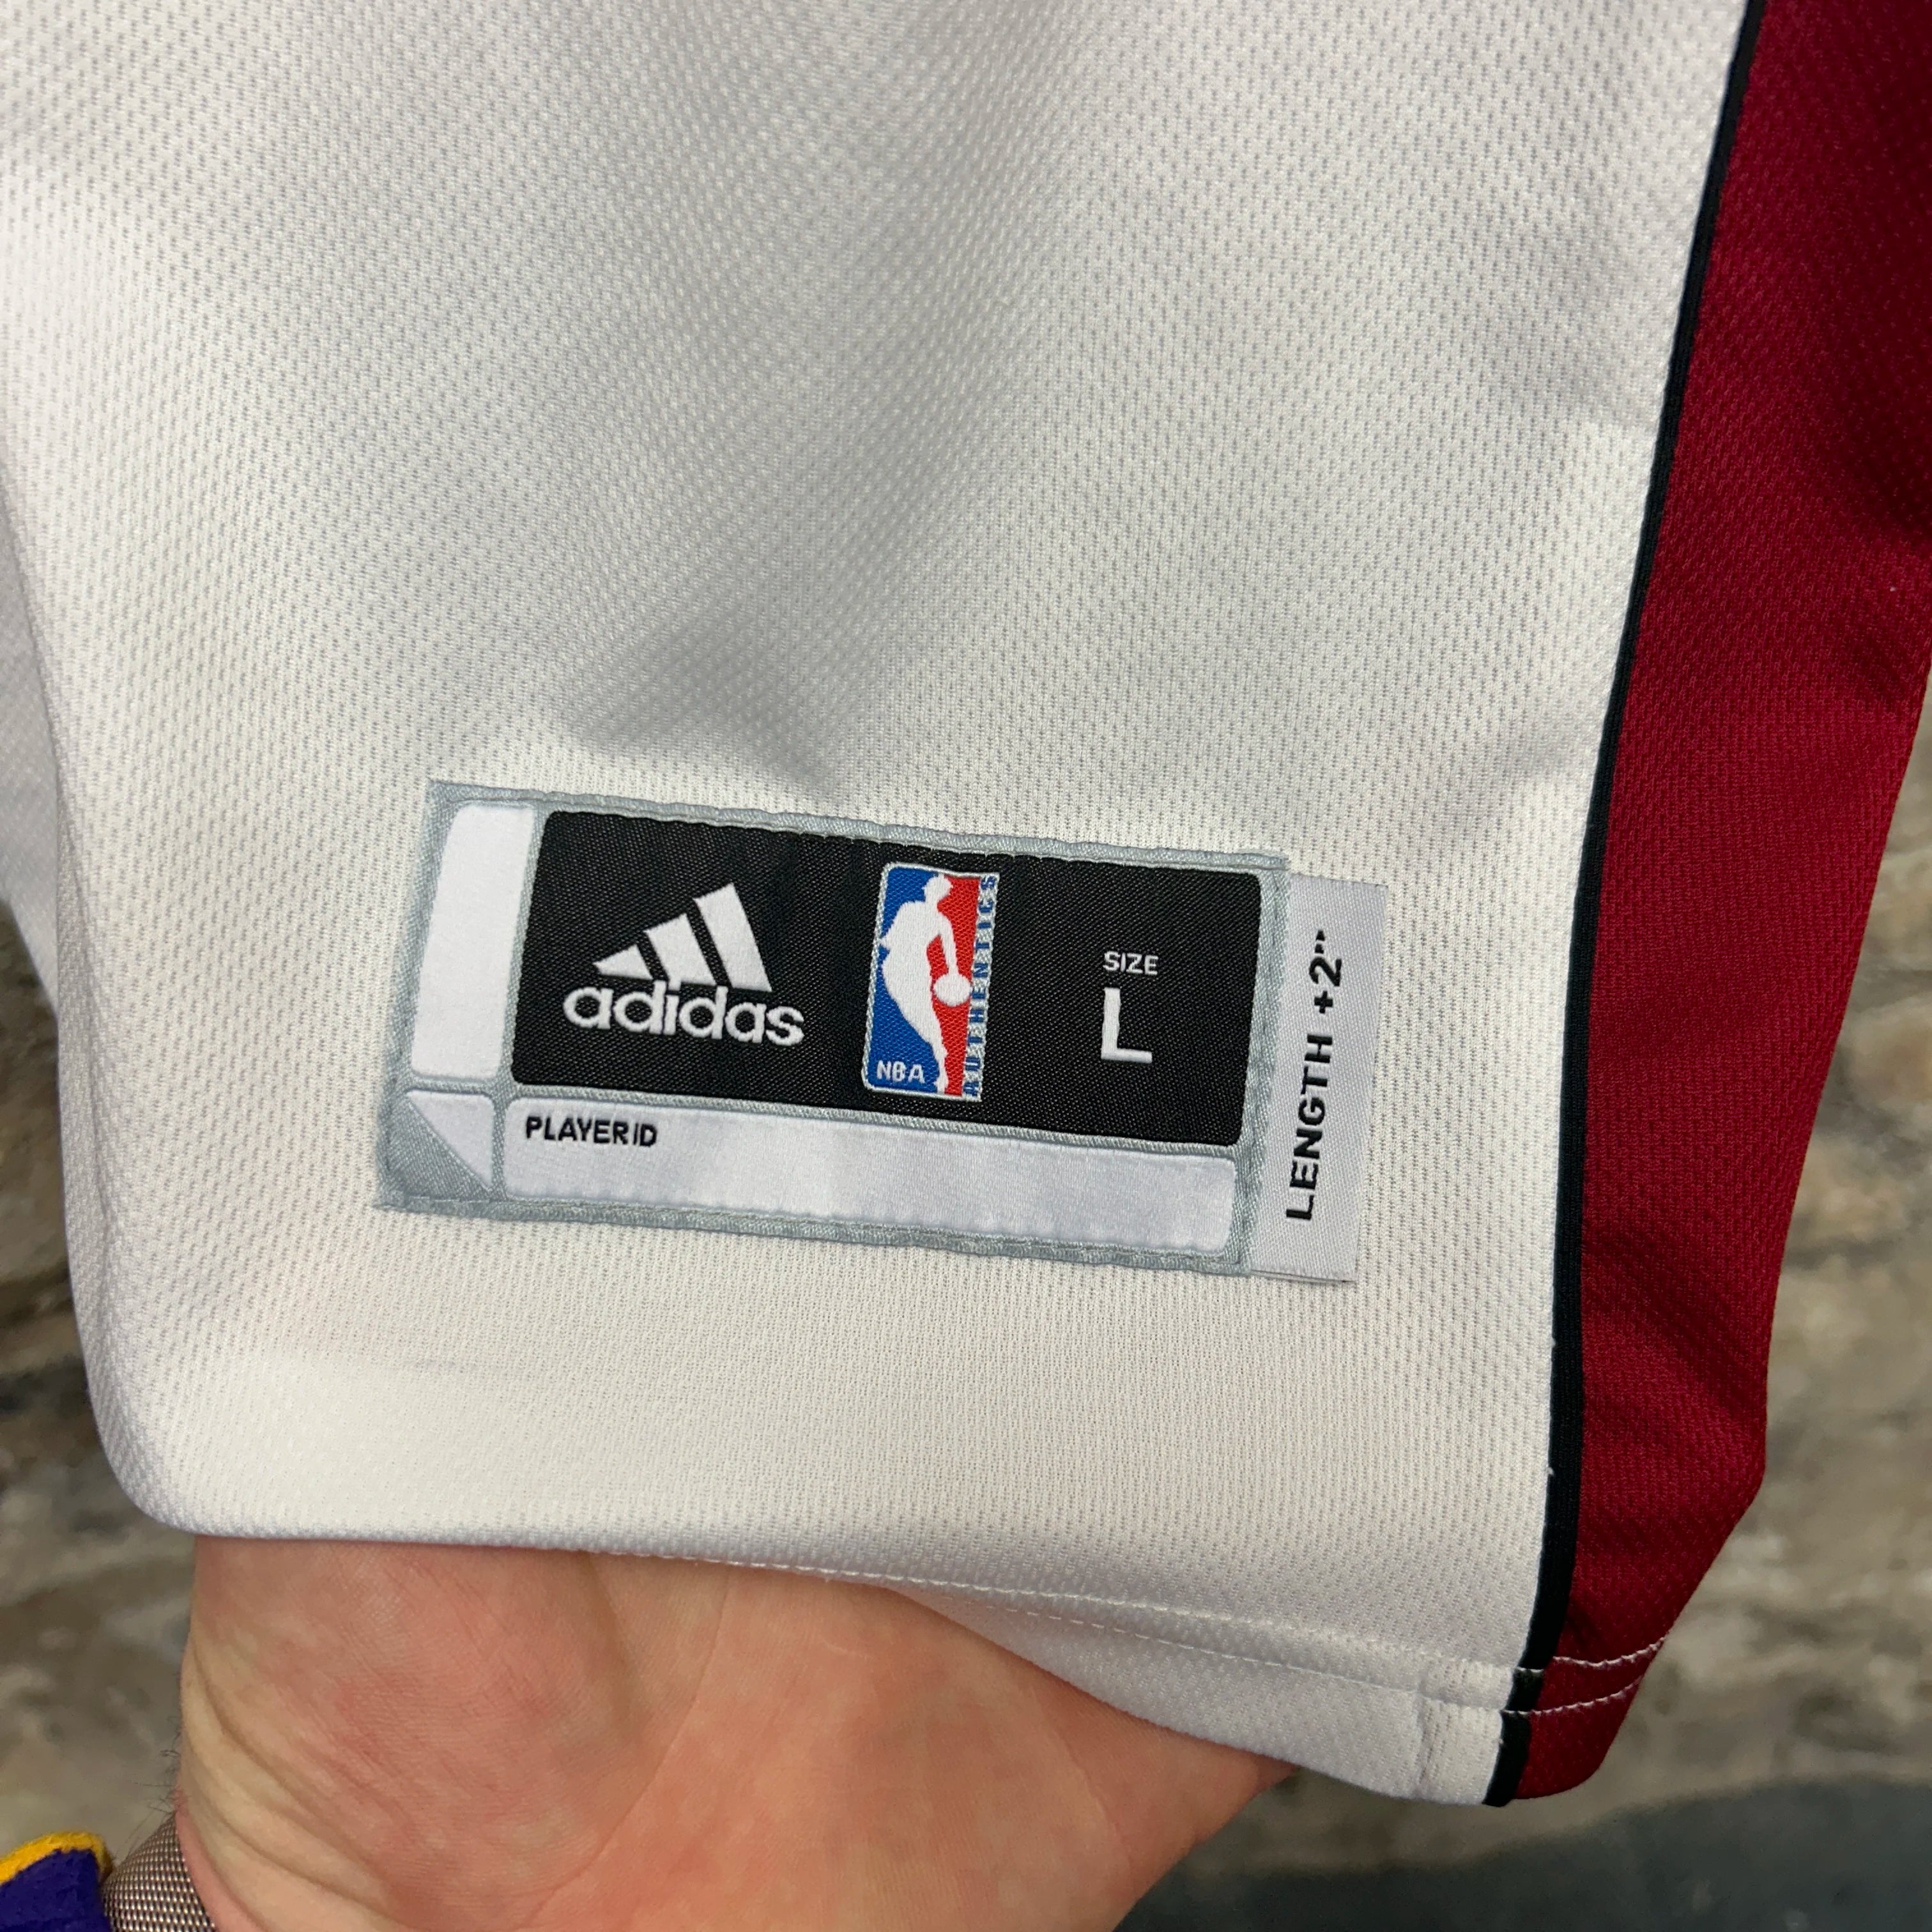 adidas
NBA
AUTHENTICS
SIZE
L
LENGTH +2"
PLAYER ID